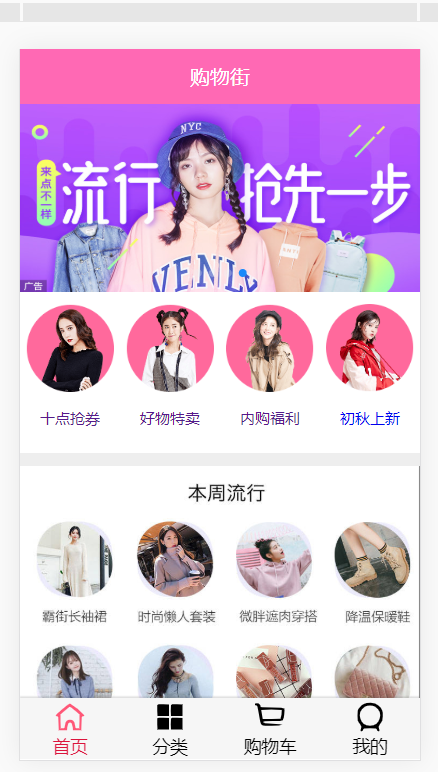 购物街
NYC
来点不一样
流行 抢先一步
VENLY
广告
十点抢券 好物特卖 内购福利 初秋上新
本周流行
霸街长袖裙 时尚懒人套装 微胖遮肉穿搭 降温保暖鞋
首页 分类 购物车 我的